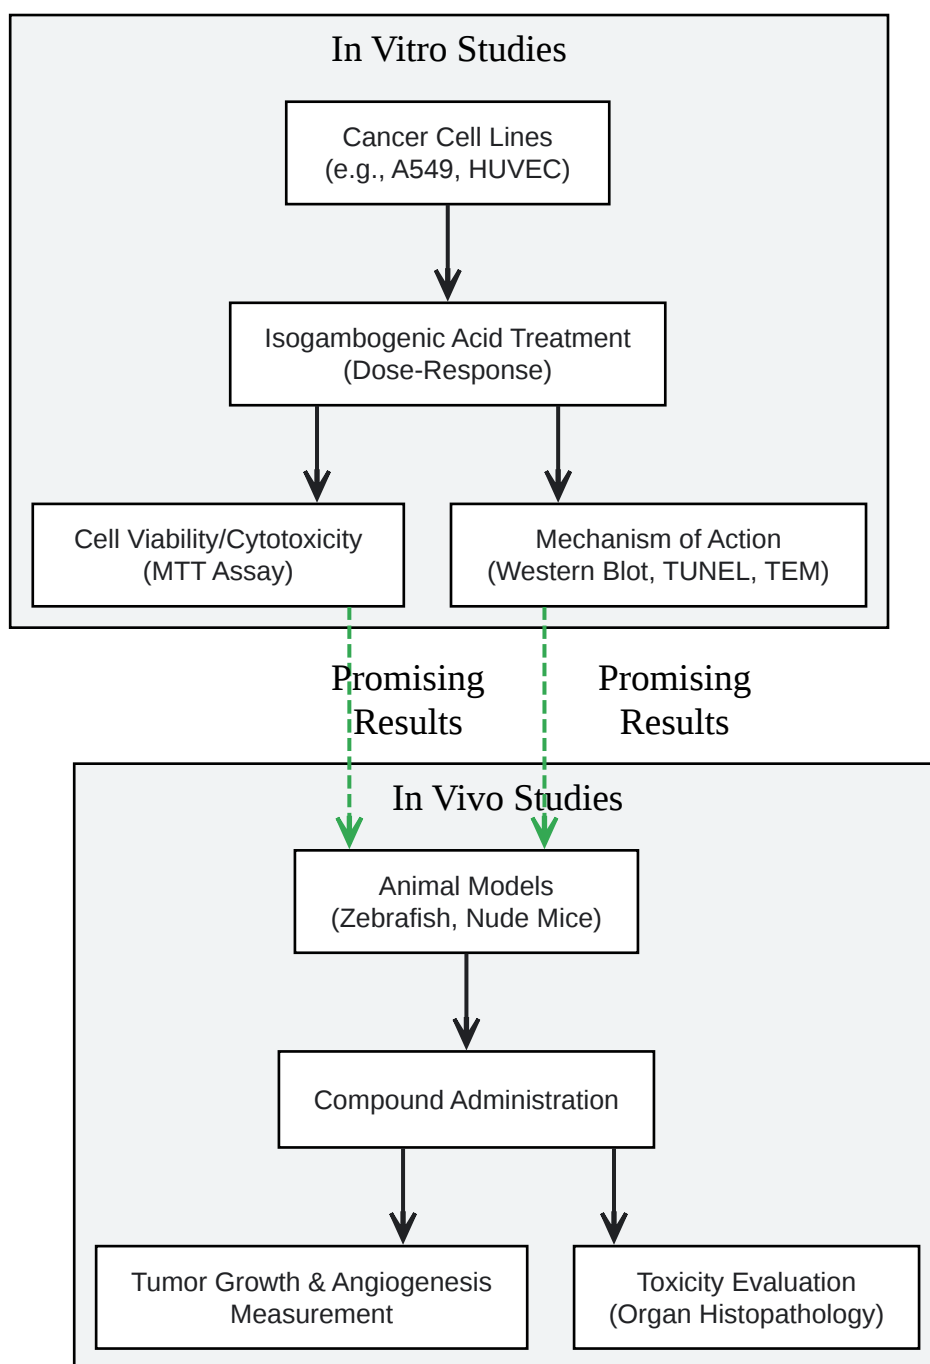 In Vitro Studies
Cancer Cell Lines
(e.g., A549, HUVEC)
Isogambogenic Acid Treatment
(Dose-Response)
Cell Viability/Cytotoxicity
(MTT Assay)
Mechanism of Action
(Western Blot, TUNEL, TEM)
Promising
Results
Promising
Results
In Vivo Studies
Animal Models
(Zebrafish, Nude Mice)
Compound Administration
Tumor Growth & Angiogenesis
Measurement
Toxicity Evaluation
(Organ Histopathology)